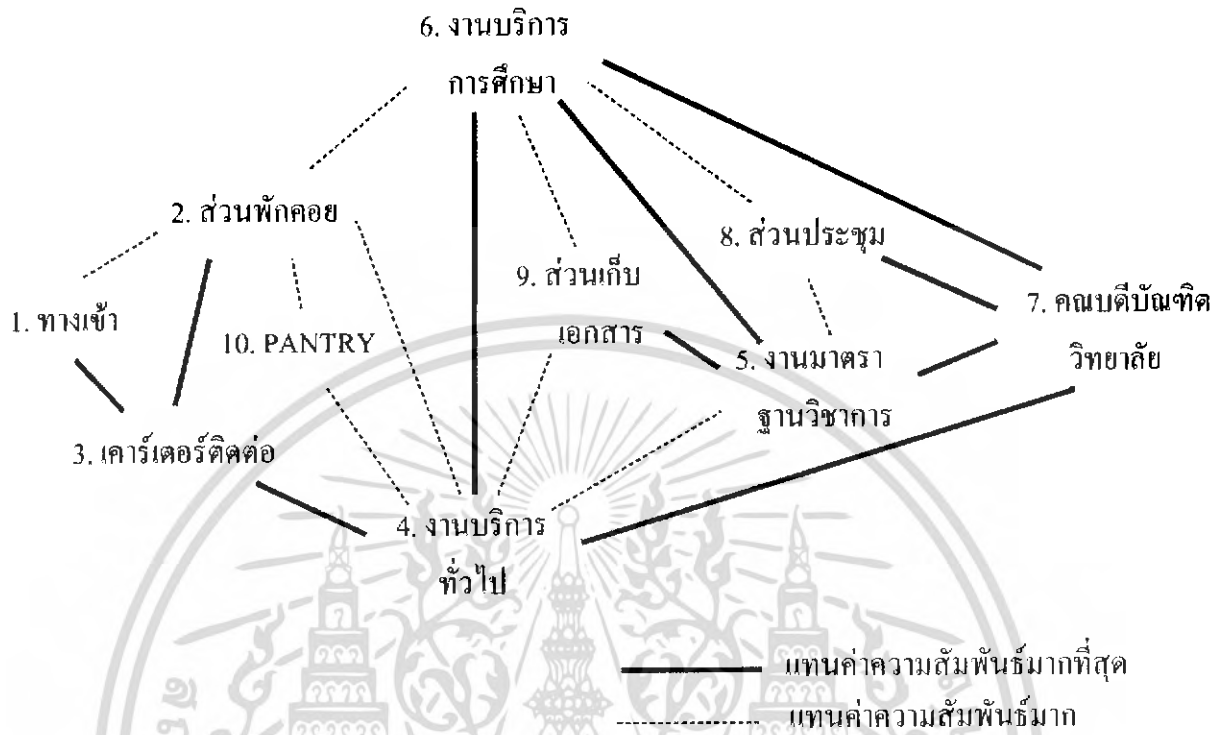 6. งานบริการ
การศึกษา
2. ส่วนพักคอย
8. ส่วนประชุม
9. ส่วนเก็บ
เอกสาร
7. คณบดีบัณฑิต
วิทยาลัย
1. ทางเข้า
10. PANTRY
5. งานมาตรา
ฐานวิชาการ
3. เคาร์เตอร์ติดต่อ
4. งานบริการ
ทั่วไป
แทนค่าความสัมพันธ์มากที่สุด
แทนค่าความสัมพันธ์มาก